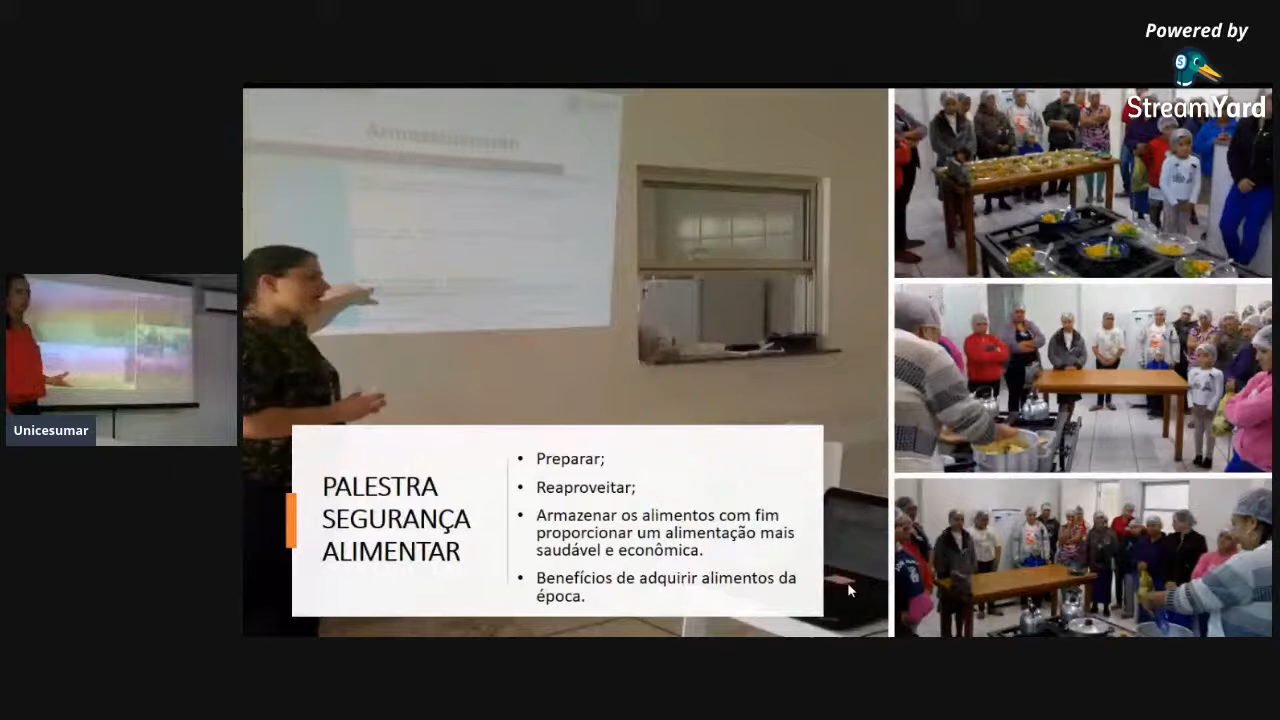 Powered by
StreamYard
Unicesumar
PALESTRA
SEGURANÇA
ALIMENTAR
• Preparar;
• Reaproveitar;
• Armazenar os alimentos com fim
proporcionar um alimentação mais
saudável e econômica.
• Benefícios de adquirir alimentos da
época.